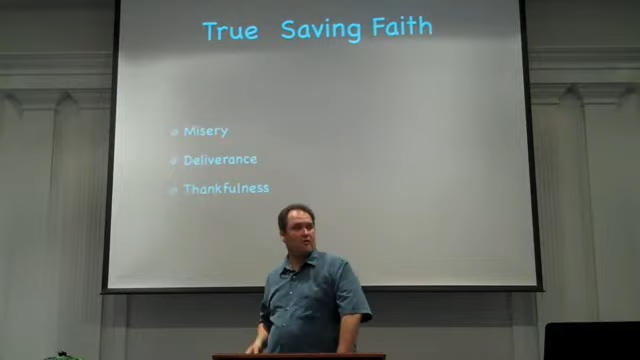 True Saving Faith
Misery
Deliverance
Thankfulness